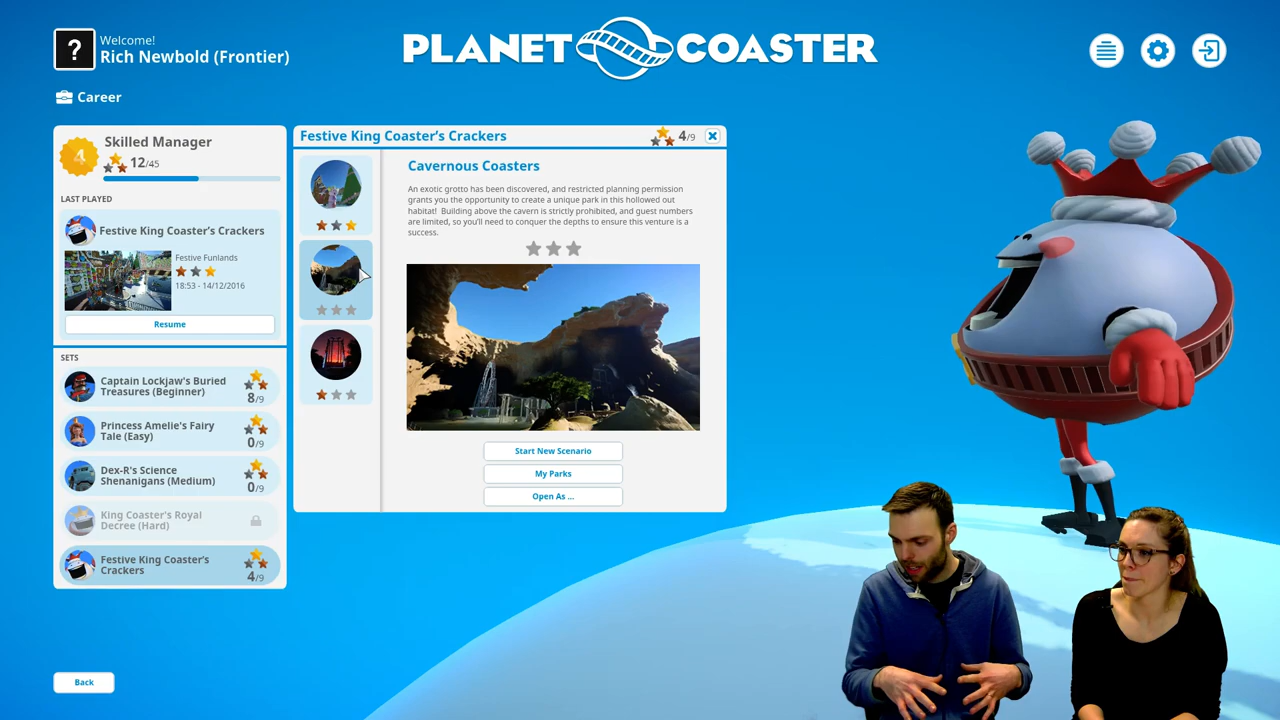 ?
Welcome!
Rich Newbold (Frontier)
PLANET COASTER
Career
4
Skilled Manager
12/45
LAST PLAYED
Festive King Coaster's Crackers
Festive Funlands
18:53 - 14/12/2016
Resume
SETS
Captain Lockjaw's Buried
Treasures (Beginner)
8/9
Princess Amelie's Fairy
Tale (Easy)
0/9
Dex-R's Science
Shenanigans (Medium)
0/9
King Coaster's Royal
Decree (Hard)
Festive King Coaster's
Crackers
4/9
Back
Festive King Coaster's Crackers
4/9
Cavernous Coasters
An exotic grotto has been discovered, and restricted planning permission
grants you the opportunity to create a unique park in this hollowed out
habitat! Building above the cavern is strictly prohibited, and guest numbers
are limited, so you'll need to conquer the depths to ensure this venture is a
success.
Start New Scenario
My Parks
Open As ...